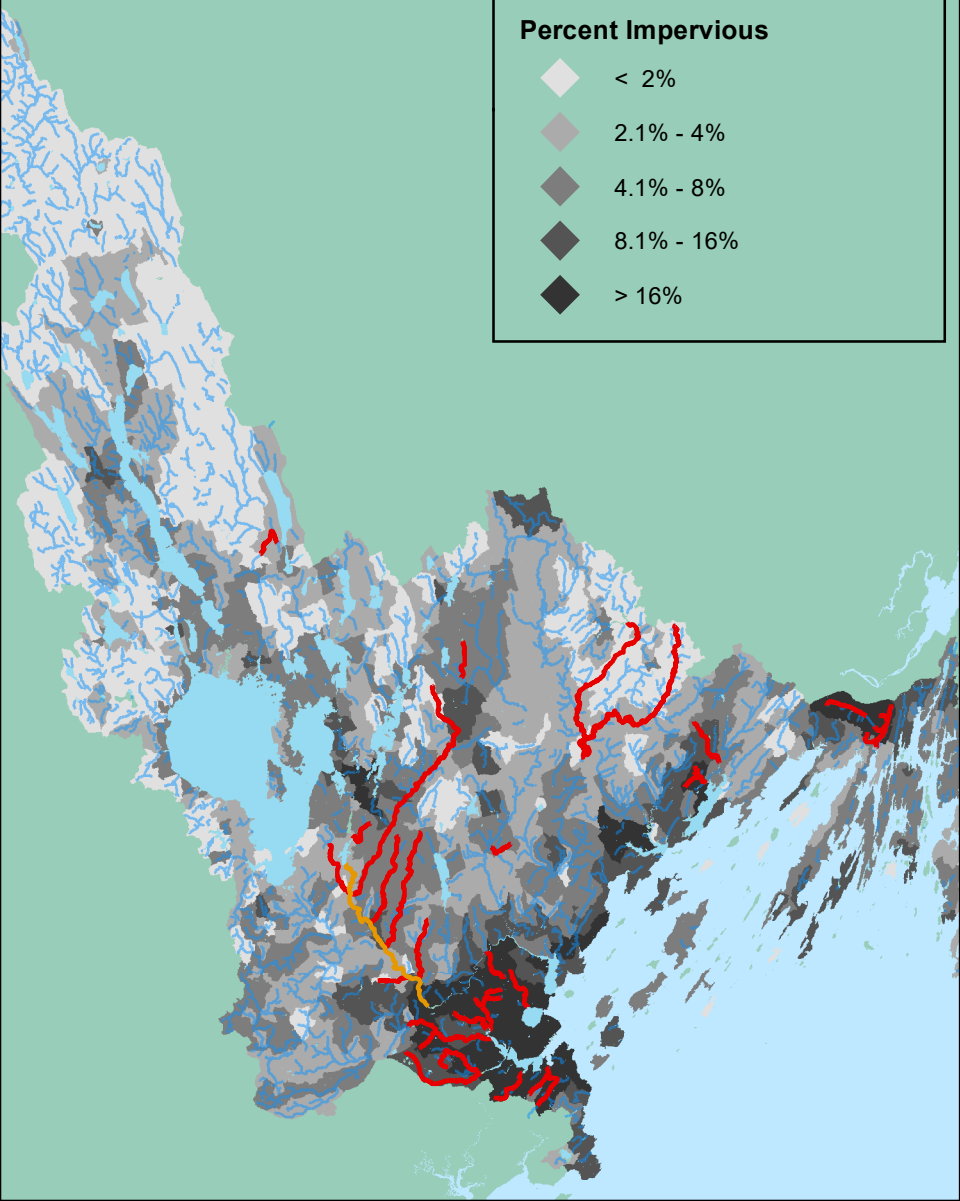 Percent Impervious
< 2%
2.1% - 4%
4.1% - 8%
8.1% - 16%
> 16%